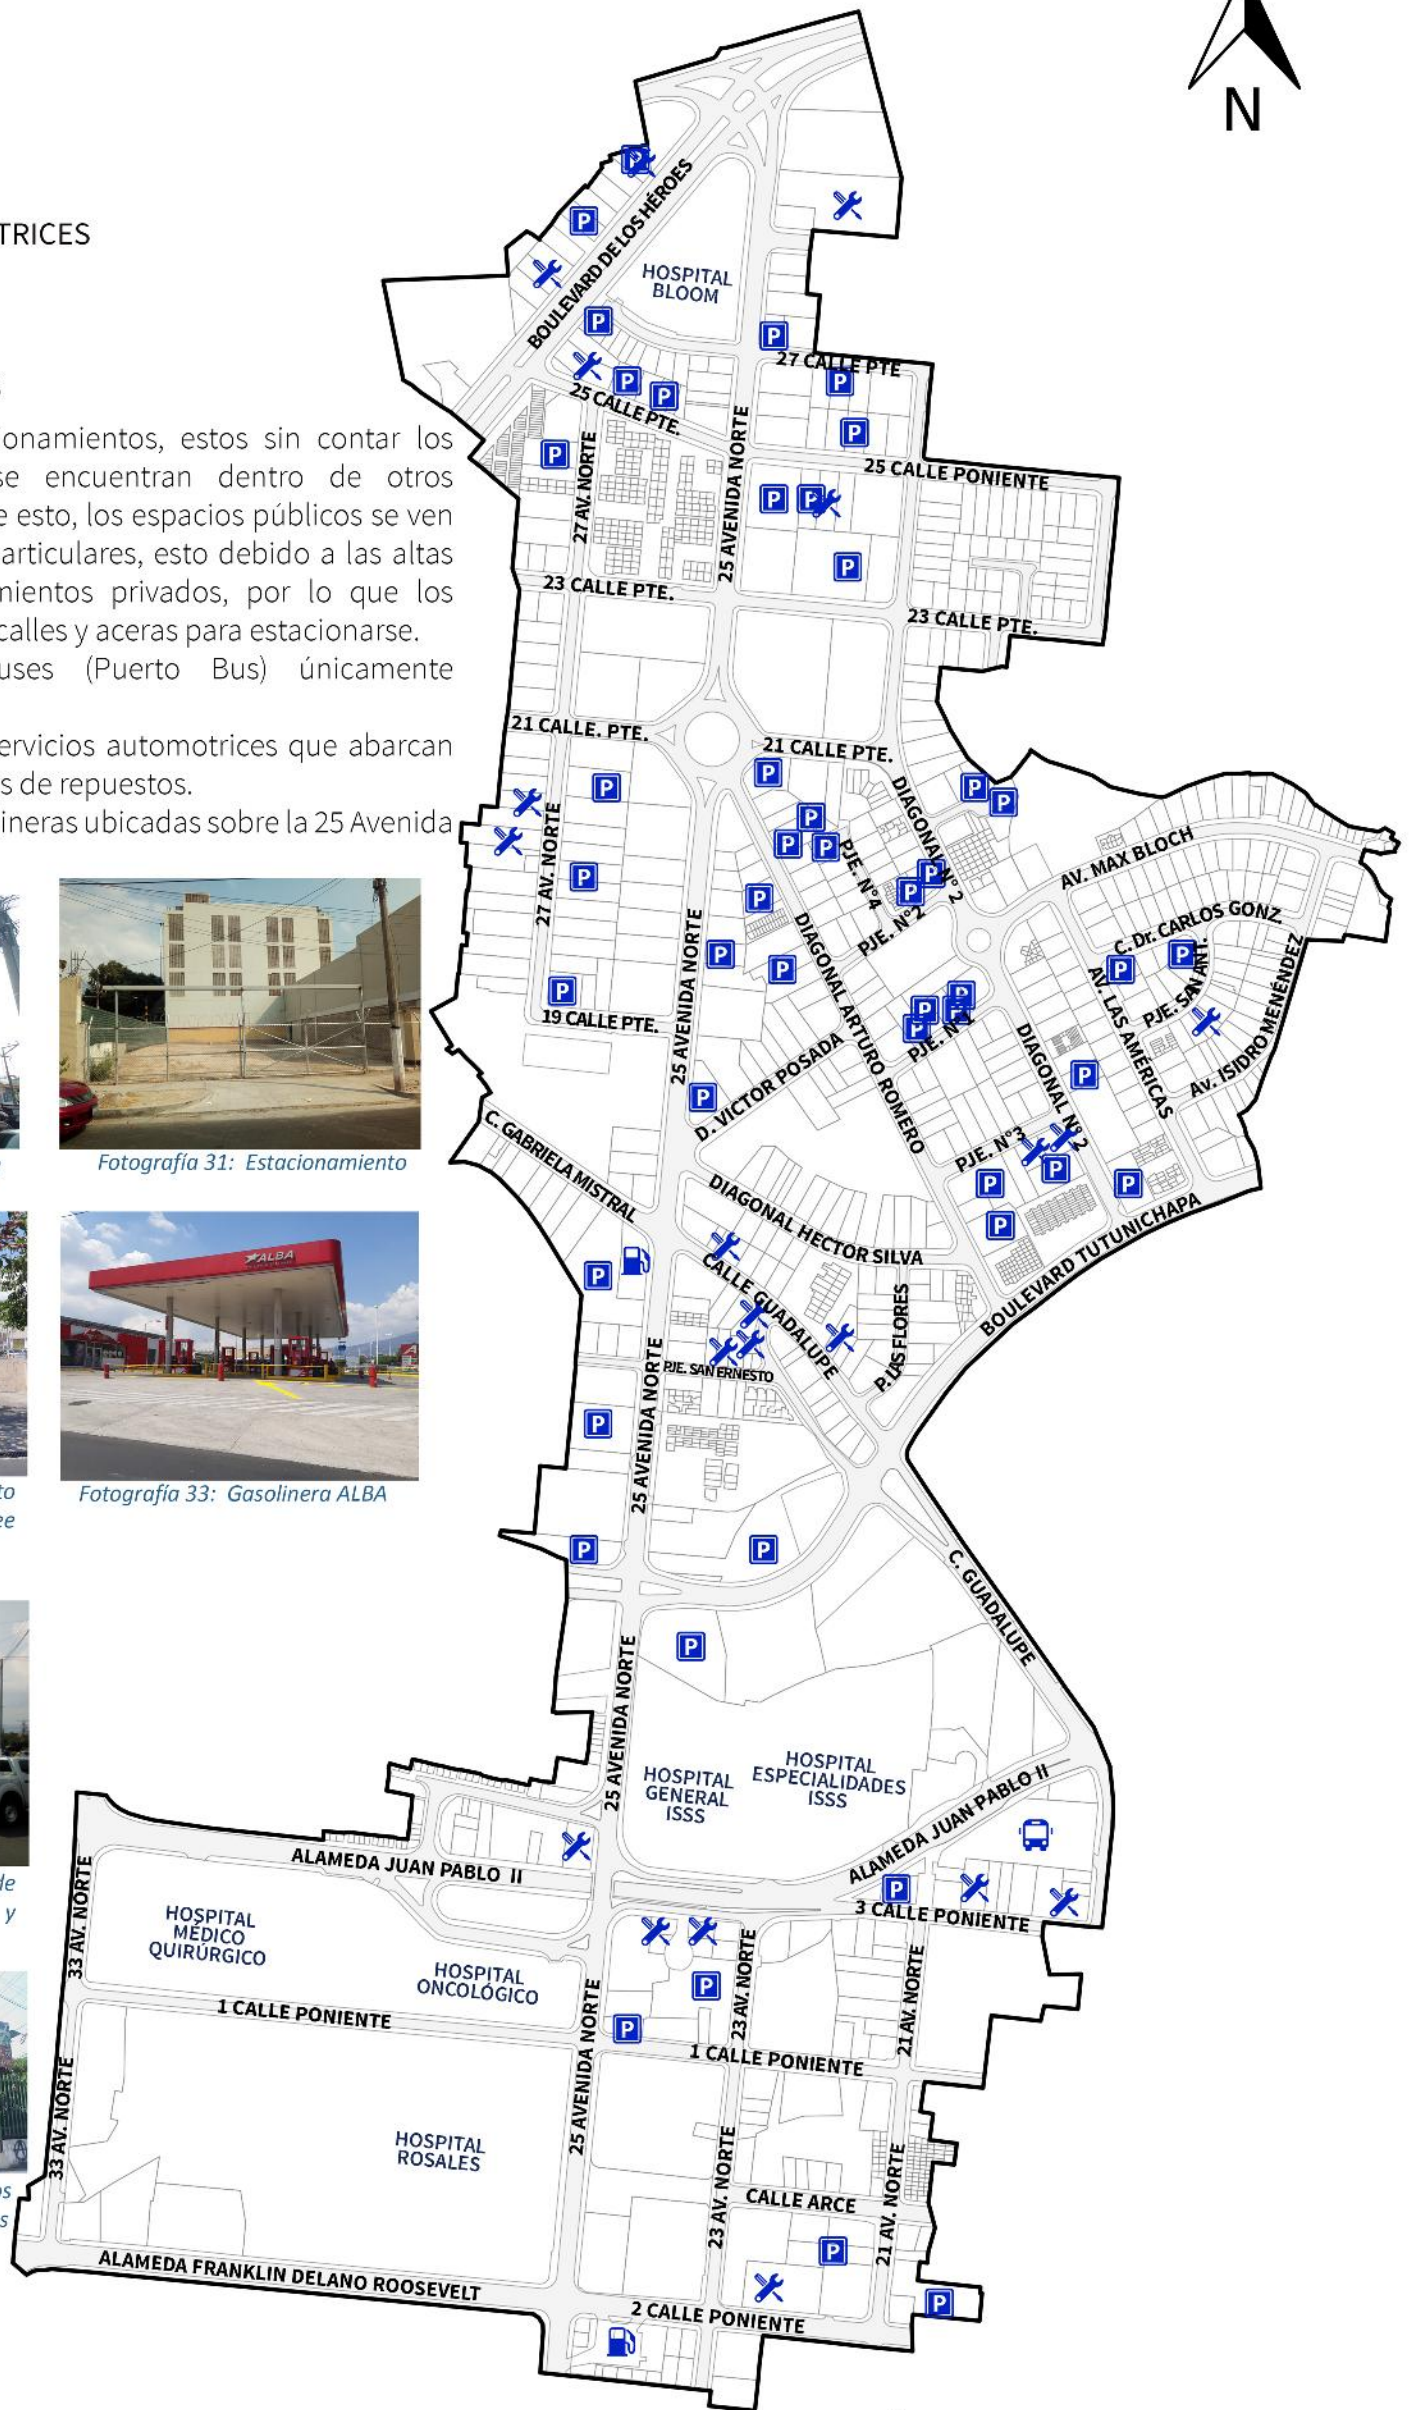 N
TRICES
ionamientos, estos sin contar los
se encuentran dentro de otros
e esto, los espacios públicos se ven
articulares, esto debido a las altas
mientos privados, por lo que los
calles y aceras para estacionarse.
uses (Puerto Bus) únicamente
ervicios automotrices que abarcan
s de repuestos.
ineras ubicadas sobre la 25 Avenida
ALBA
Fotografía 31: Estacionamiento
Fotografía 33: Gasolinera ALBA
to
ee
de
y
os
s
BOULEVARD DE LOS HÉROES
HOSPITAL
BLOOM
27 CALLE PTE
25 CALLE PTE.
25 AVENIDA NORTE
27 AV. NORTE
25 CALLE PONIENTE
23 CALLE PTE.
23 CALLE PTE.
21 CALLE. PTE.
21 CALLE PTE.
DIAGONAL N° 2
27 AV. NORTE
PJE. N°4
PJE. N°2
AV. MAX BLOCH
C. Dr. CARLOS GONZ.
PJE. SAN ANT.
AV. LAS AMÉRICAS
Av. ISIDRO MENÉNDEZ
25 AVENIDA NORTE
DIAGONAL ARTURO ROMERO
19 CALLE PTE.
D. VICTOR POSADA
DIAGONAL N° 2
PJE. N°3
C. GABRIELA MISTRAL
DIAGONAL HECTOR SILVA
BOULEVARD TUTUNICHAPA
CALLE GUADALUPE
P. LAS FLORES
PJE. SAN ERNESTO
25 AVENIDA NORTE
C. GUADALUPE
25 AVENIDA NORTE
HOSPITAL
GENERAL
ISSS
HOSPITAL
ESPECIALIDADES
ISSS
ALAMEDA JUAN PABLO II
ALAMEDA JUAN PABLO II
3 CALLE PONIENTE
33 AV. NORTE
HOSPITAL
MÉDICO
QUIRÚRGICO
HOSPITAL
ONCOLÓGICO
23 AV. NORTE
21 AV. NORTE
1 CALLE PONIENTE
1 CALLE PONIENTE
25 AVENIDA NORTE
33 AV. NORTE
HOSPITAL
ROSALES
23 AV. NORTE
CALLE ARCE
21 AV. NORTE
ALAMEDA FRANKLIN DELANO ROOSEVELT
2 CALLE PONIENTE